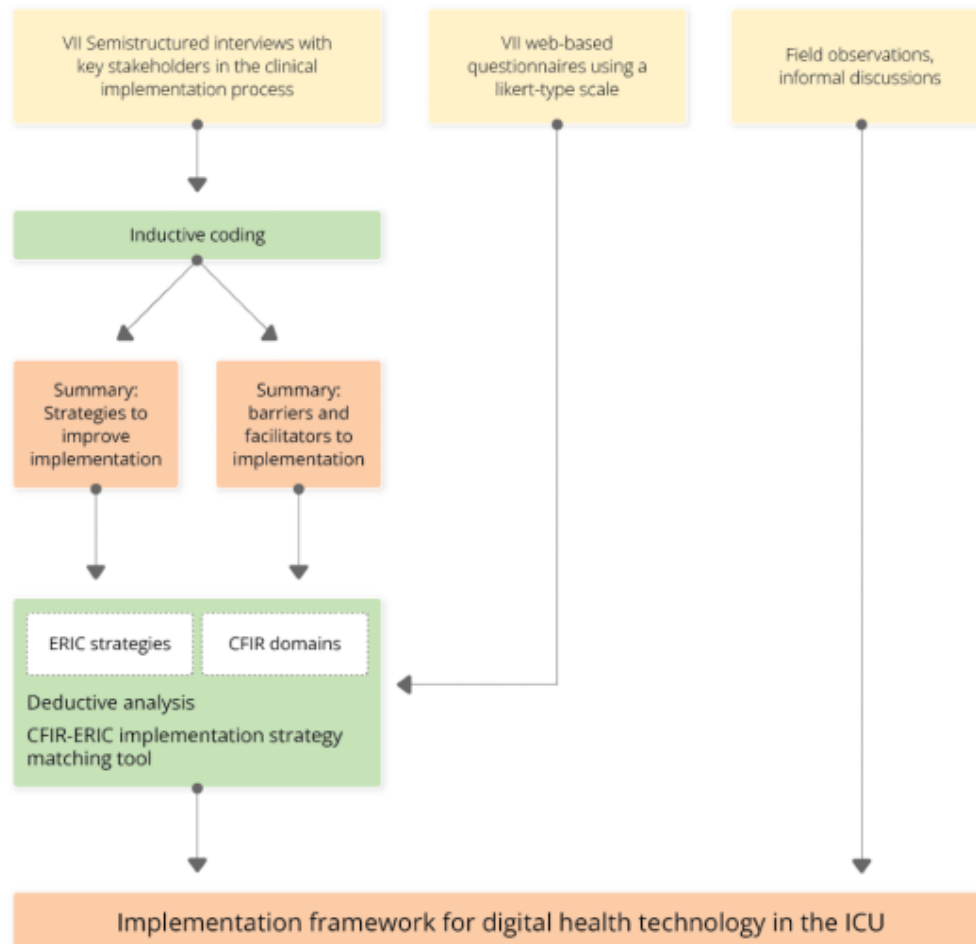 VII Semistructured interviews with
key stakeholders in the clinical
implementation process
VII web-based
questionnaires using a
likert-type scale
Field observations,
informal discussions
Inductive coding
Summary:
Strategies to
improve
implementation
Summary:
barriers and
facilitators to
implementation
ERIC strategies
CFIR domains
Deductive analysis
CFIR-ERIC implementation strategy
matching tool
Implementation framework for digital health technology in the ICU